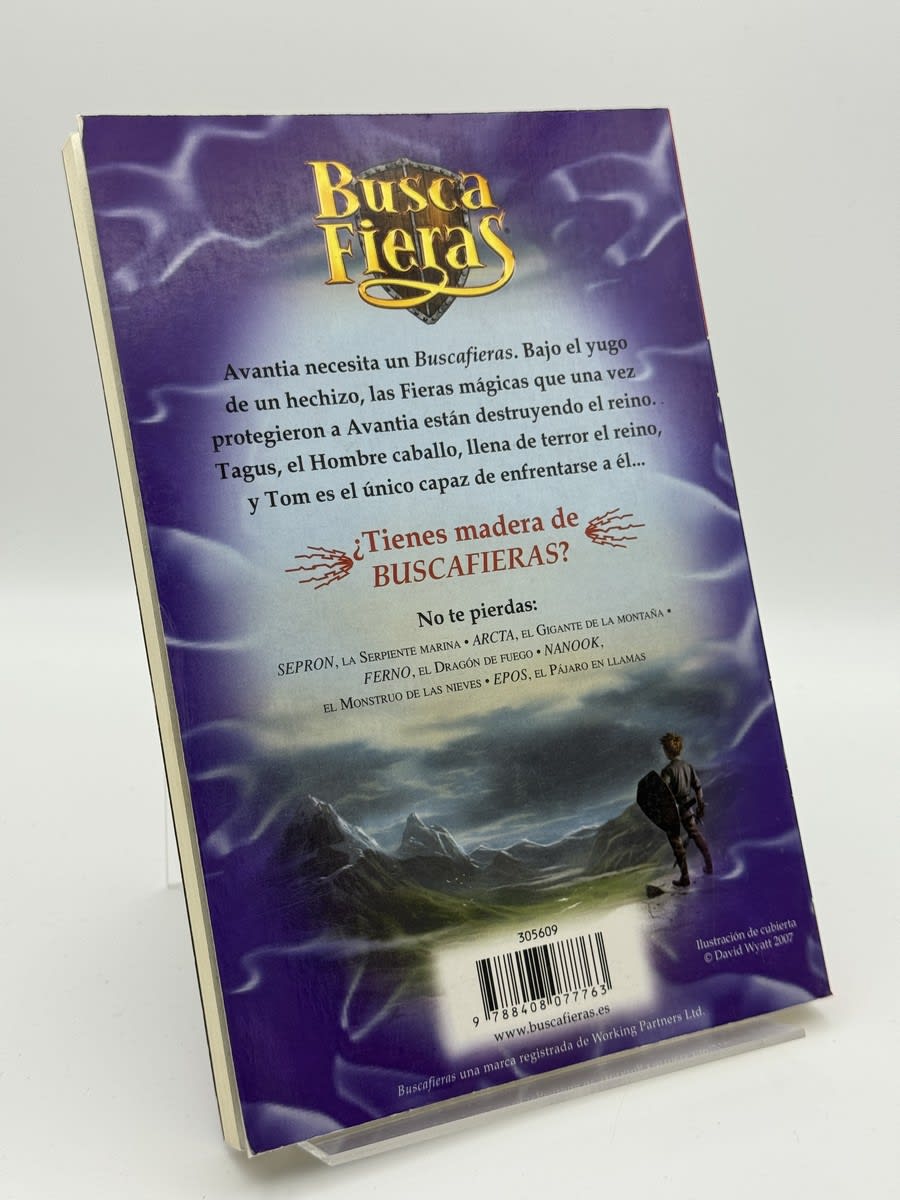 Busca
Fieras
Avantia necesita un Buscafieras. Bajo el yugo
de un hechizo, las Fieras mágicas que una vez
protegieron a Avantia están destruyendo el reino.
Tagus, el Hombre caballo, llena de terror el reino,
y Tom es el único capaz de enfrentarse a él...
¿Tienes madera de
BUSCAFIERAS?
No te pierdas:
SEPRON, LA SERPIENTE MARINA • ARCTA, EL GIGANTE DE LA MONTAÑA •
FERNO, EL DRAGÓN DE FUEGO • NANOOK,
EL MONSTRUO DE LAS NIEVES • EPOS, EL PÁJARO EN LLAMAS
305609
9 788408 077763
www.buscafieras.es
Ilustración de cubierta
© David Wyatt 2007
Buscafieras una marca registrada de Working Partners Ltd.